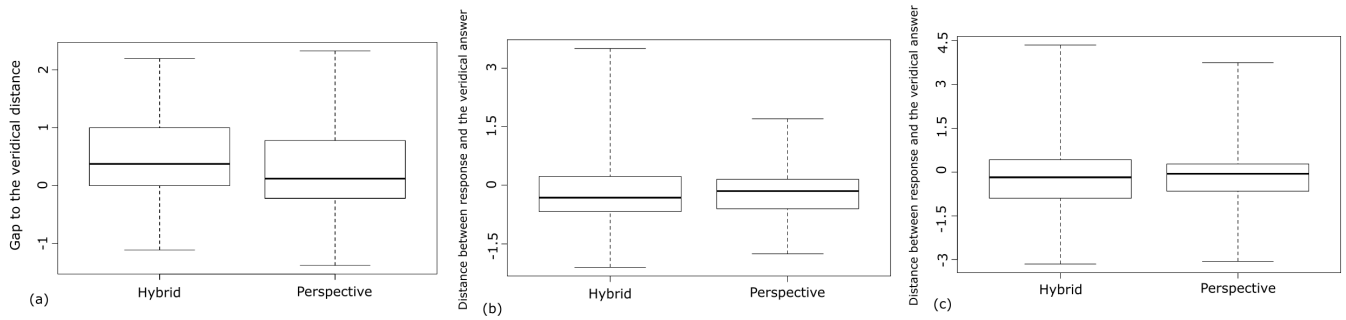 Gap to the veridical distance
2
1
0
-1
Hybrid
Perspective
(a)
Distance between response and the veridical answer
3
1.5
0
-1.5
Hybrid
Perspective
(b)
Distance between response and the veridical answer
4.5
1.5
0
-1.5
-3
Hybrid
Perspective
(c)